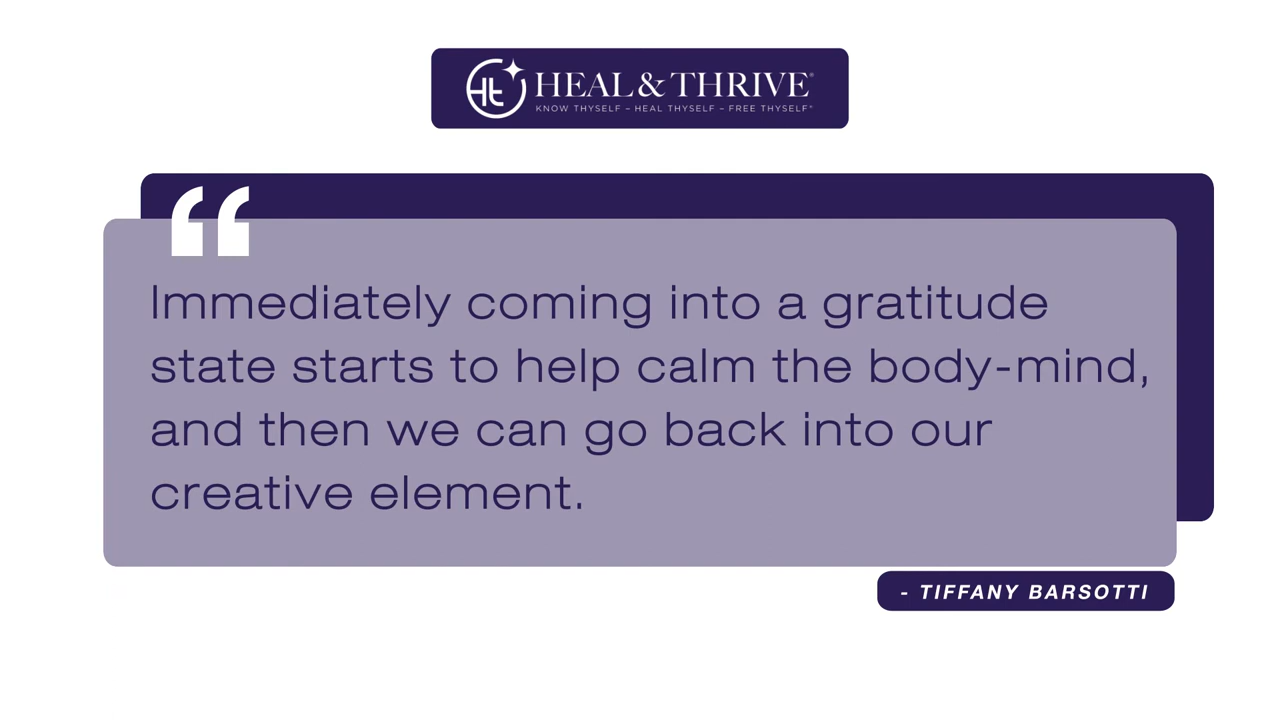 HEAL & THRIVE®
KNOW THYSELF – HEAL THYSELF – FREE THYSELF™
“
Immediately coming into a gratitude
state starts to help calm the body-mind,
and then we can go back into our
creative element.
- TIFFANY BARSOTTI